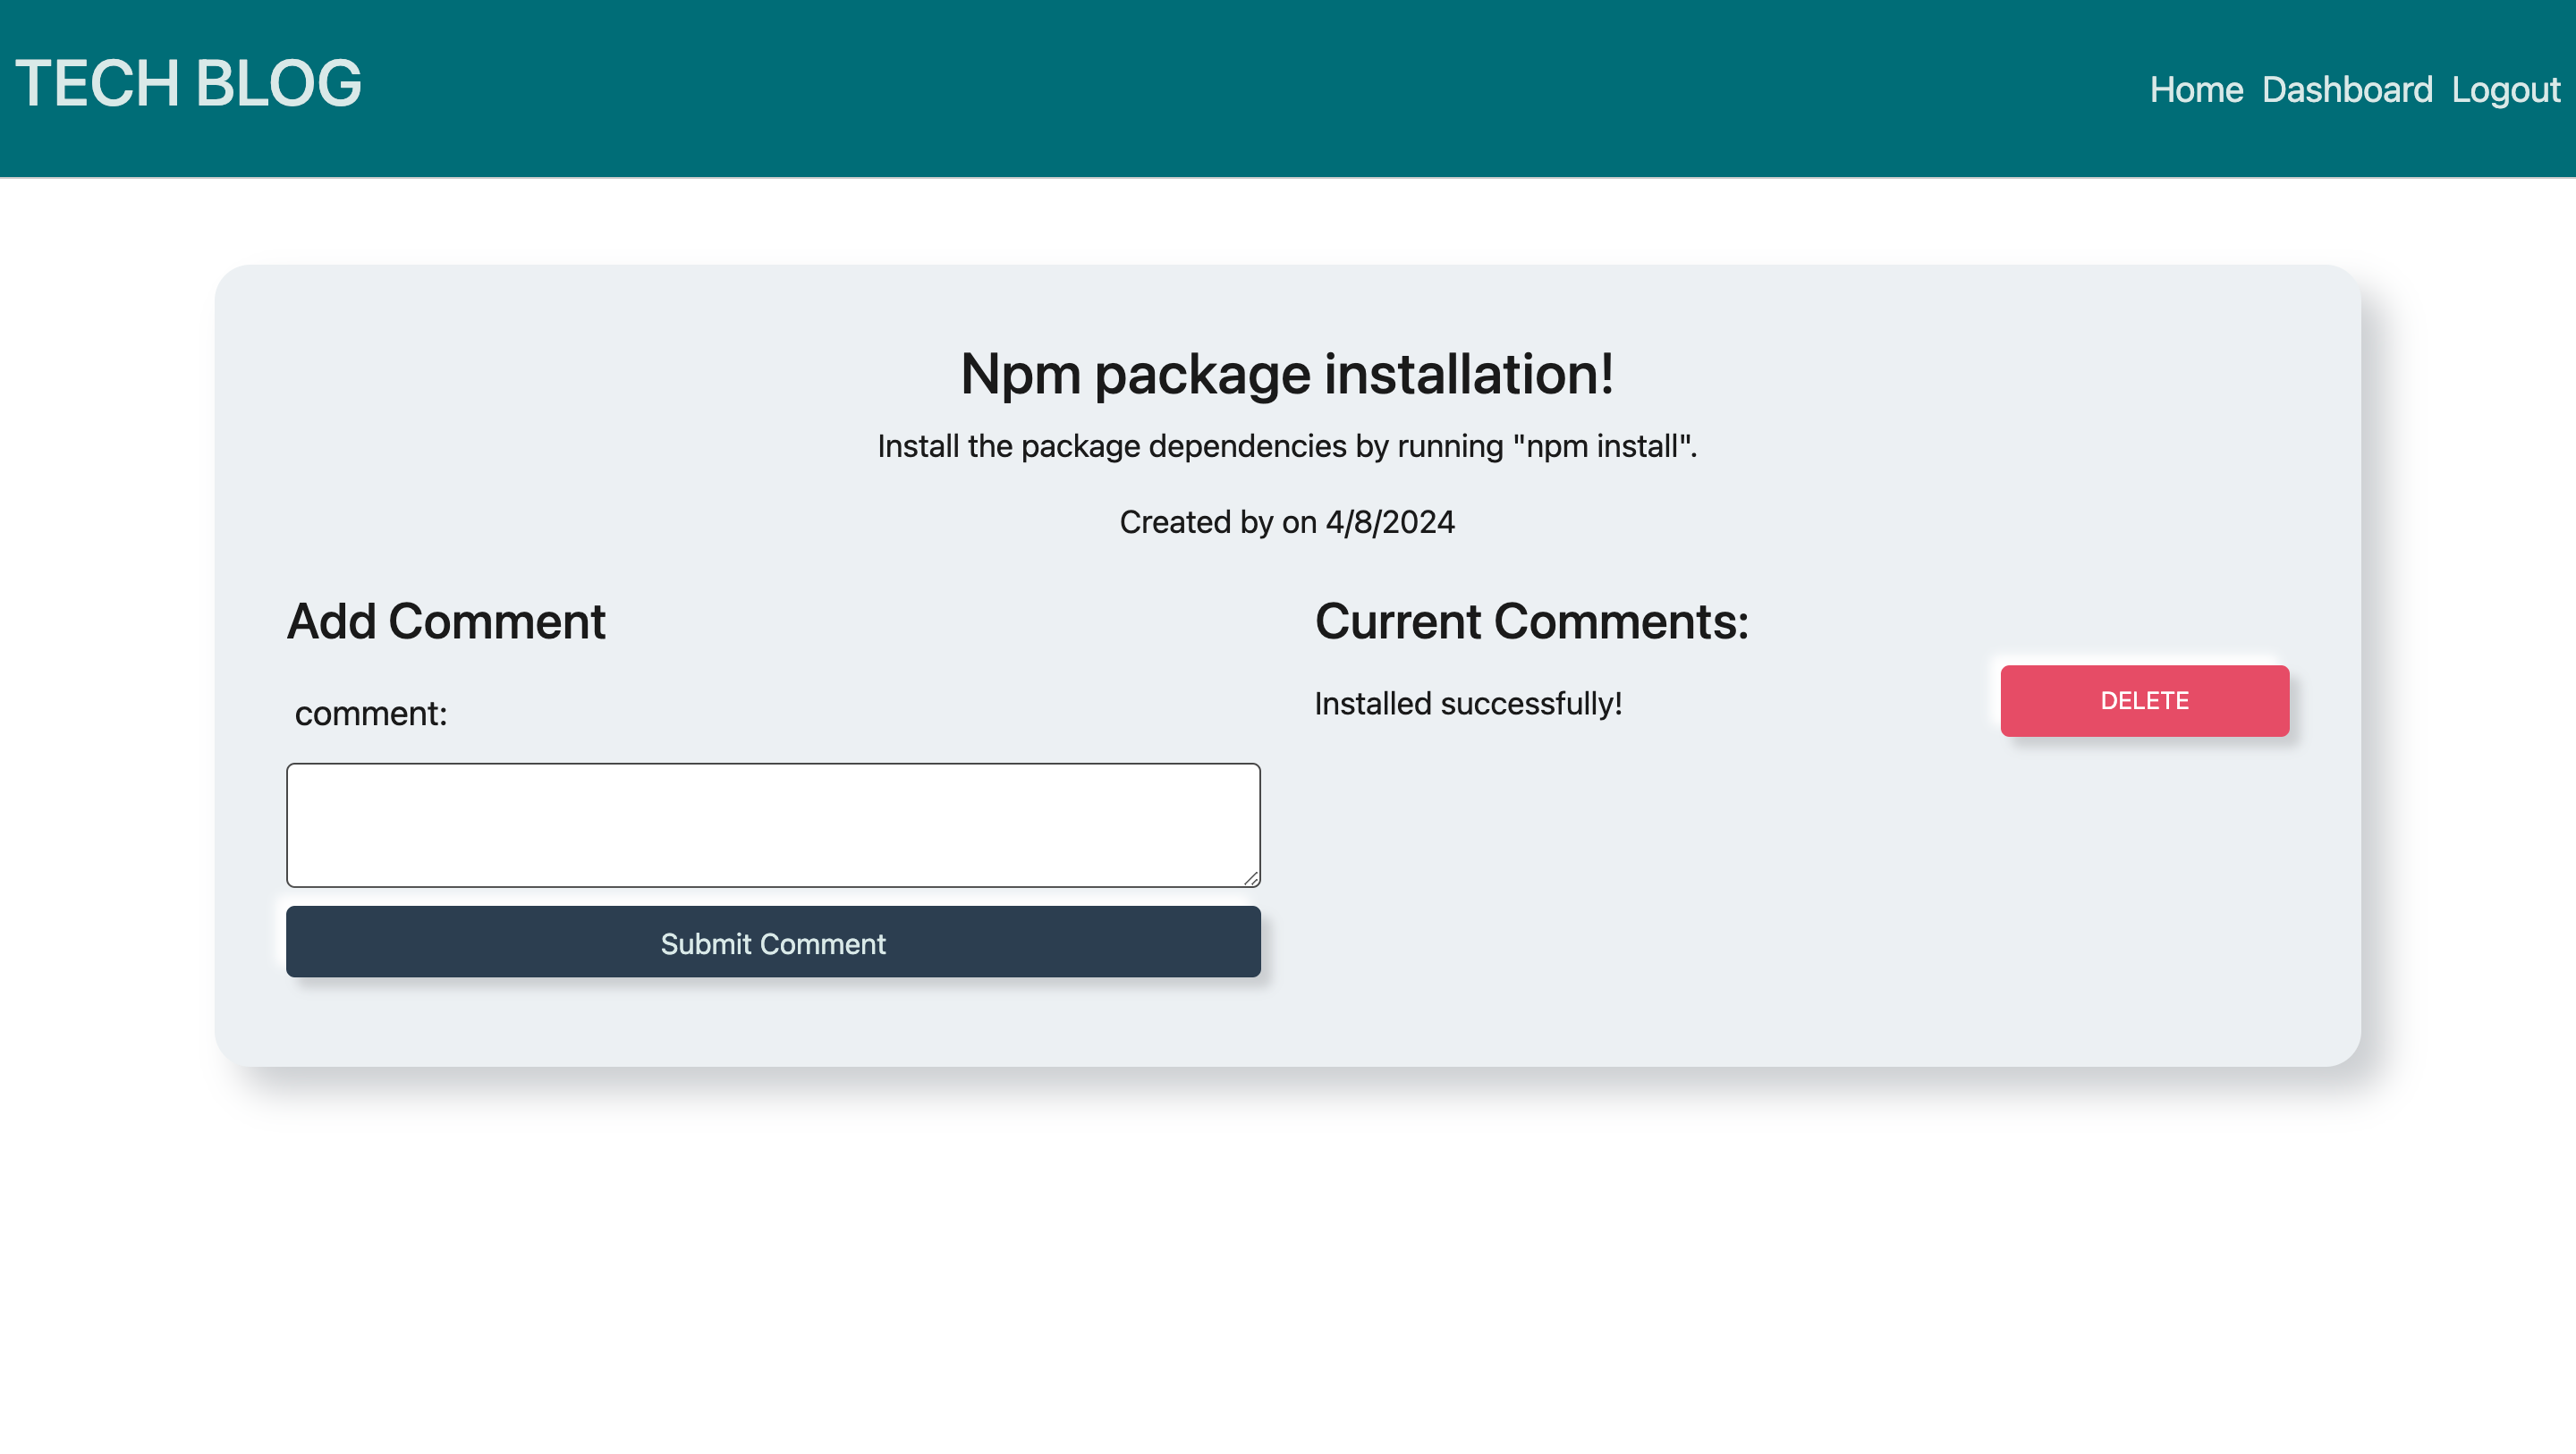 TECH BLOG
Home Dashboard Logout
Npm package installation!
Install the package dependencies by running "npm install".
Created by on 4/8/2024
Add Comment
comment:
Submit Comment
Current Comments:
Installed successfully!
DELETE